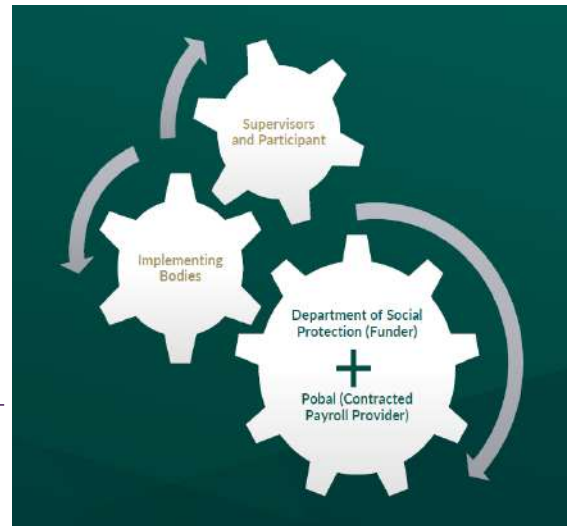 Supervisors
and Participant
Implementing
Bodies
Department of Social
Protection (Funder)
+
Pobal (Contracted
Payroll Provider)